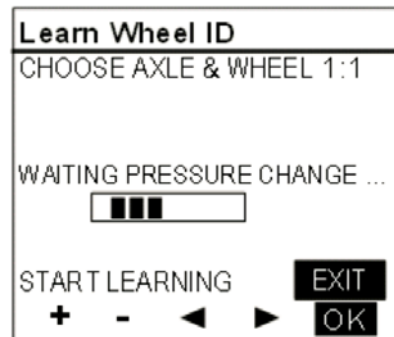 Learn Wheel ID
CHOOSE AXLE & WHEEL 1:1
WAITING PRESSURE CHANGE ...
START LEARNING EXIT
+ - ◄ ► OK